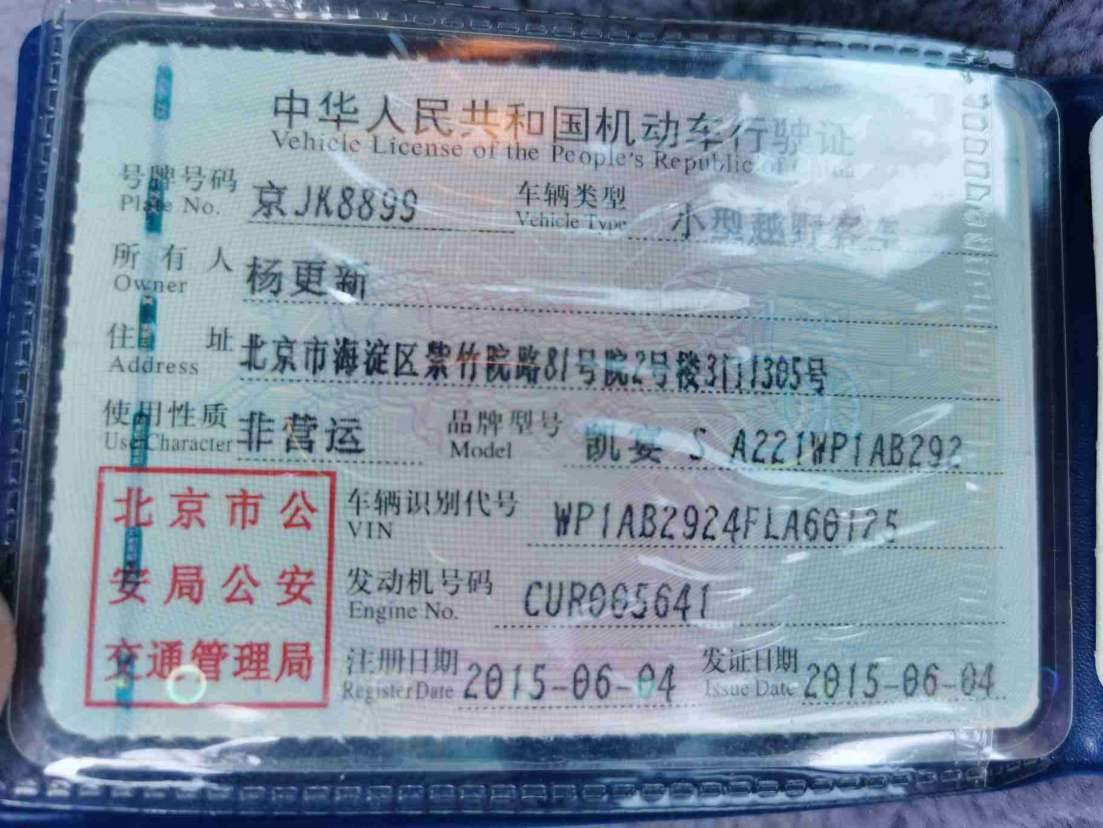 中华人民共和国机动车行驶证
Vehicle License of the People's Republic of China
号牌号码 京JK8899 车辆类型 小型越野客车
Plate No. Vehicle Type
所有人 杨更新
Owner
住址 北京市海淀区紫竹院路81号院2号楼3门1305号
Address
使用性质 非营运 品牌型号 凯宴 S A221WP1AB292
Use Character Model
北京市公 车辆识别代号 WP1AB2924FLA60175
VIN
安局公安 发动机号码 CUR005641
Engine No.
交通管理局 注册日期 2015-06-04 发证日期 2015-06-04
Register Date Issue Date